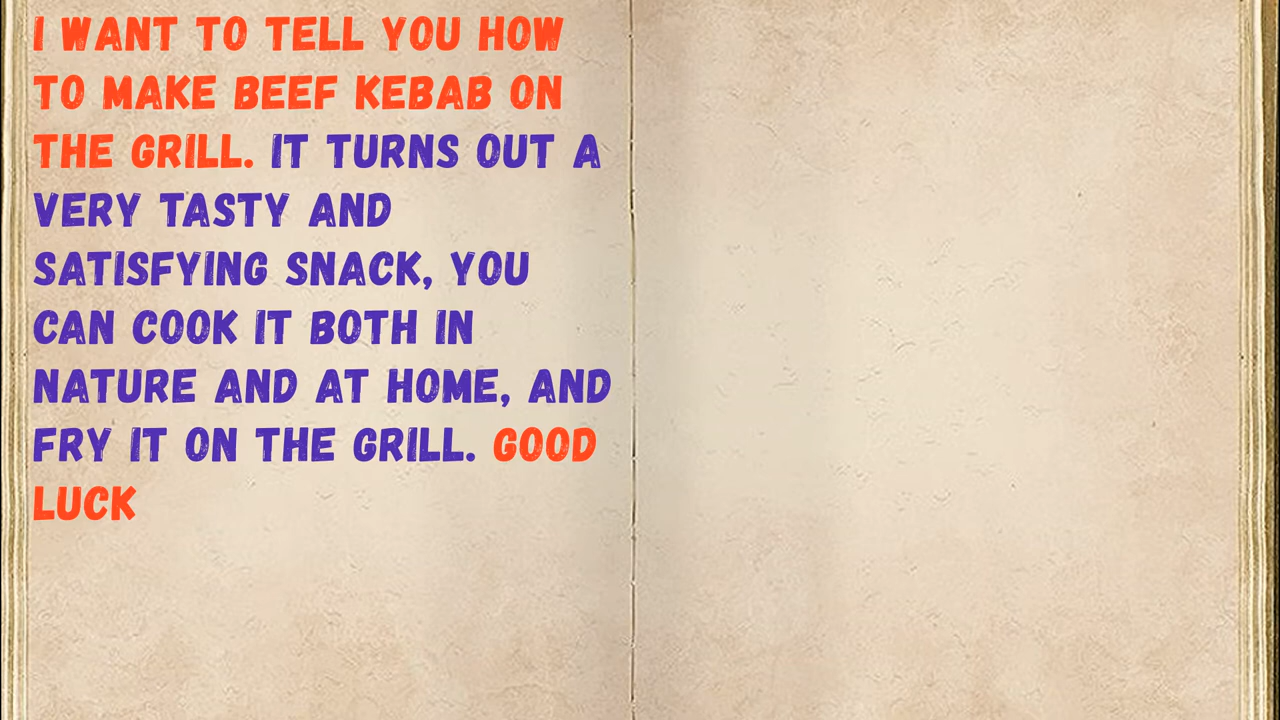 I WANT TO TELL YOU HOW
TO MAKE BEEF KEBAB ON
THE GRILL. IT TURNS OUT A
VERY TASTY AND
SATISFYING SNACK, YOU
CAN COOK IT BOTH IN
NATURE AND AT HOME, AND
FRY IT ON THE GRILL. GOOD
LUCK